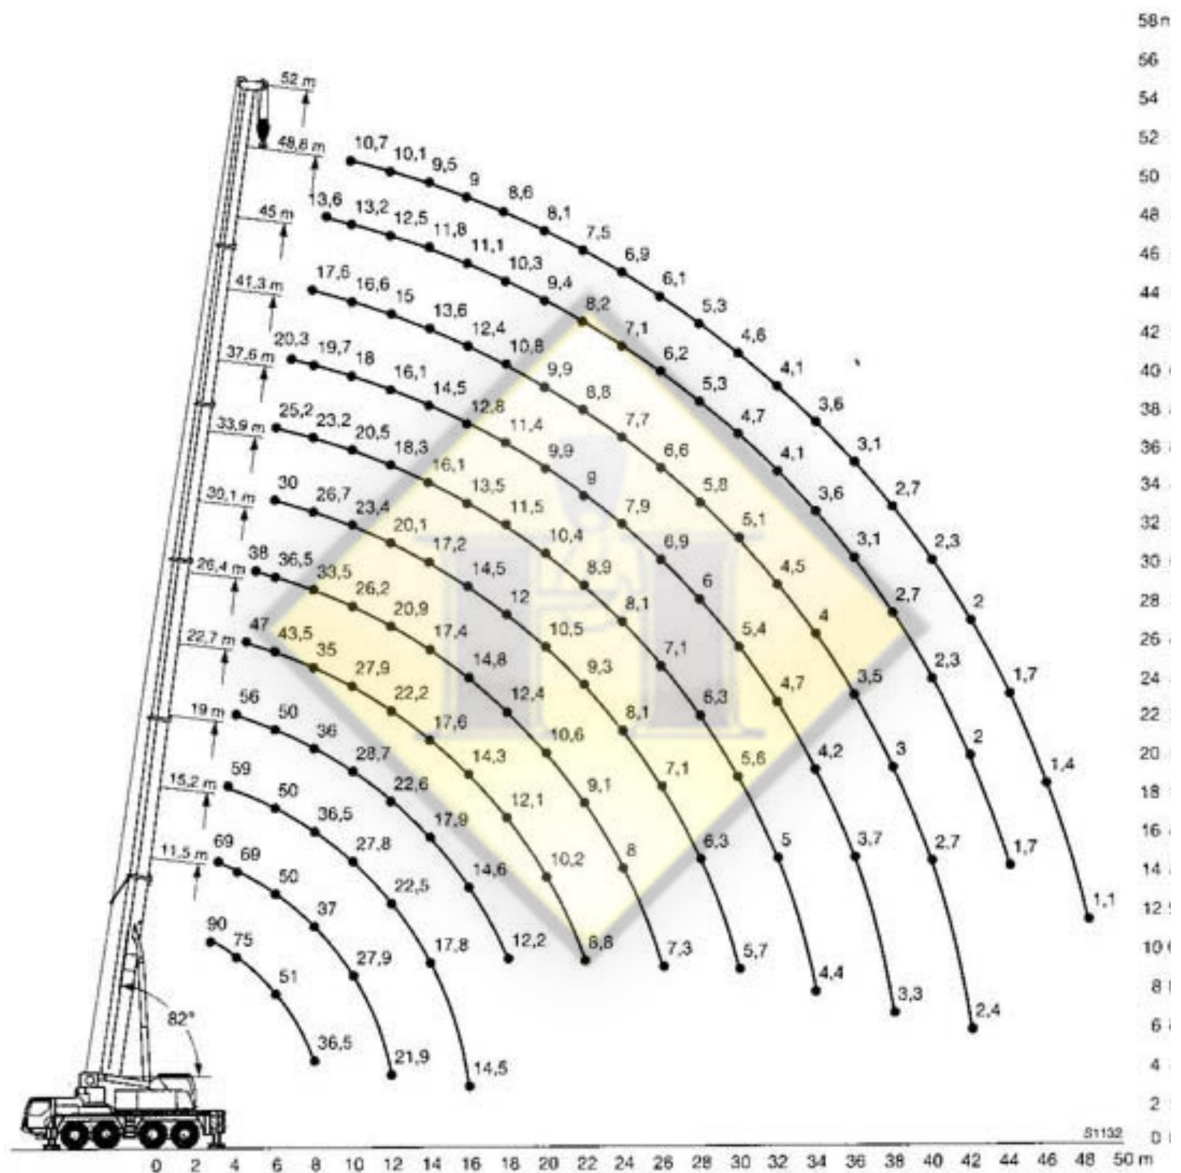 58 m
56
54
52 m
52
48,8 m
10,7 10,1 9,5 9 8,6 8,1 7,5 6,9 6,1 5,3 4,6 4,1 3,6 3,1 2,7 2,3 2 1,7 1,4 1,1
50
48
45 m
13,6 13,2 12,5 11,8 11,1 10,3 9,4 8,2 7,1 6,2 5,3 4,7 4,1 3,6 3,1 2,7 2,3 2 1,7
46
44
41,3 m
17,6 16,6 15 13,6 12,4 10,8 9,9 8,8 7,7 6,6 5,8 5,1 4,5 4 3,5 3 2,7 2,4
42
40
37,6 m
20,3 19,7 18 16,1 14,5 12,8 11,4 9,9 9 7,9 6,9 6 5,4 4,7 4,2 3,7 3,3
38
36
33,9 m
25,2 23,2 20,5 18,3 16,1 13,5 11,5 10,4 8,9 8,1 7,1 6,3 5,6 5 4,4
34
32
30,1 m
30 26,7 23,4 20,1 17,2 14,5 12 10,5 9,3 8,1 7,1 6,3 5,7
30
28
26,4 m
38 36,5 33,5 26,2 20,9 17,4 14,8 12,4 10,6 9,1 8 7,3
26
24
22,7 m
47 43,5 35 27,9 22,2 17,6 14,3 12,1 10,2 8,8
22
20
19 m
56 50 36 28,7 22,6 17,9 14,6 12,2
18
16
15,2 m
59 50 36,5 27,8 22,5 17,8 14,5
14
12
11,5 m
69 69 50 37 27,9 21,9
10
8
90 75 51 36,5
82°
6
4
2
0
S1132
0 2 4 6 8 10 12 14 16 18 20 22 24 26 28 30 32 34 36 38 40 42 44 46 48 50 m